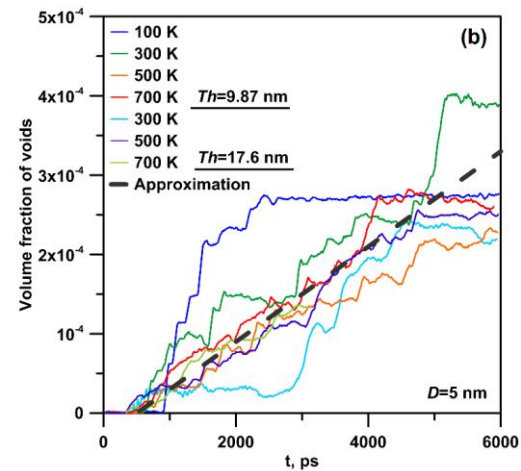 5x10⁻⁴
(b)
100 K
300 K
500 K
4x10⁻⁴
700 K Th=9.87 nm
300 K
500 K
700 K Th=17.6 nm
Approximation
3x10⁻⁴
2x10⁻⁴
10⁻⁴
0
Volume fraction of voids
D=5 nm
0 2000 4000 6000
t, ps